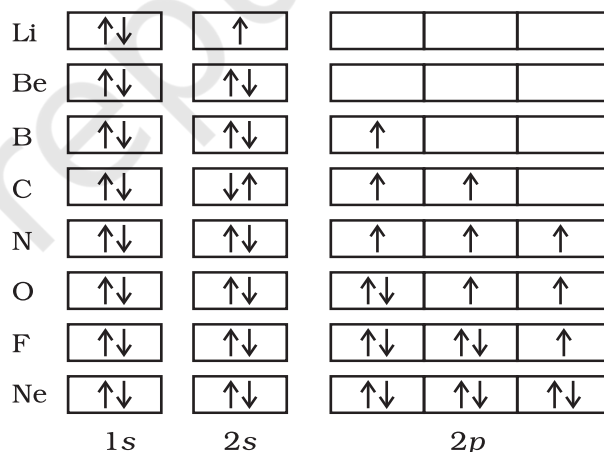 Li ↑↓ ↑
Be ↑↓ ↑↓
B ↑↓ ↑↓ ↑
C ↑↓ ↓↑ ↑ ↑
N ↑↓ ↑↓ ↑ ↑ ↑
O ↑↓ ↑↓ ↑↓ ↑ ↑
F ↑↓ ↑↓ ↑↓ ↑↓ ↑
Ne ↑↓ ↑↓ ↑↓ ↑↓ ↑↓
1s 2s 2p